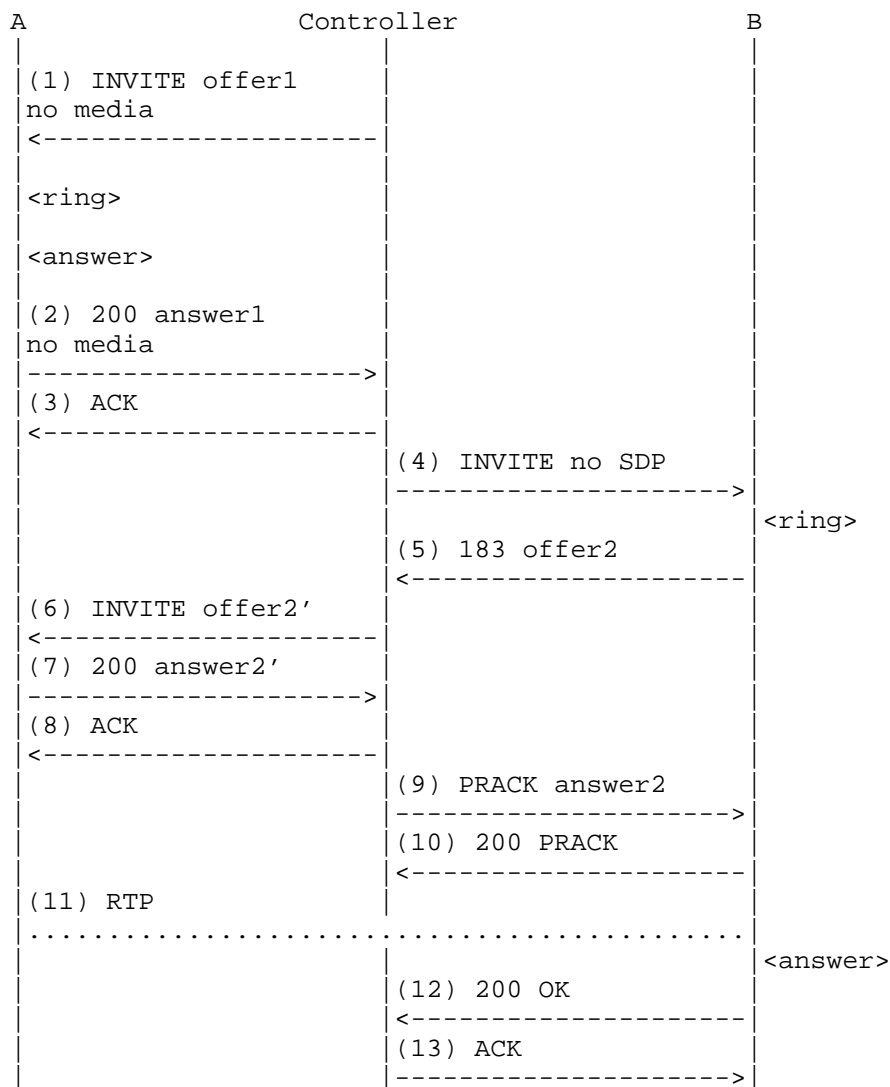 A Controller B
(1) INVITE offer1
no media
<ring>
<answer>
(2) 200 answer1
no media
(3) ACK
(4) INVITE no SDP
<ring>
(5) 183 offer2
(6) INVITE offer2’
(7) 200 answer2’
(8) ACK
(9) PRACK answer2
(10) 200 PRACK
(11) RTP
<answer>
(12) 200 OK
(13) ACK